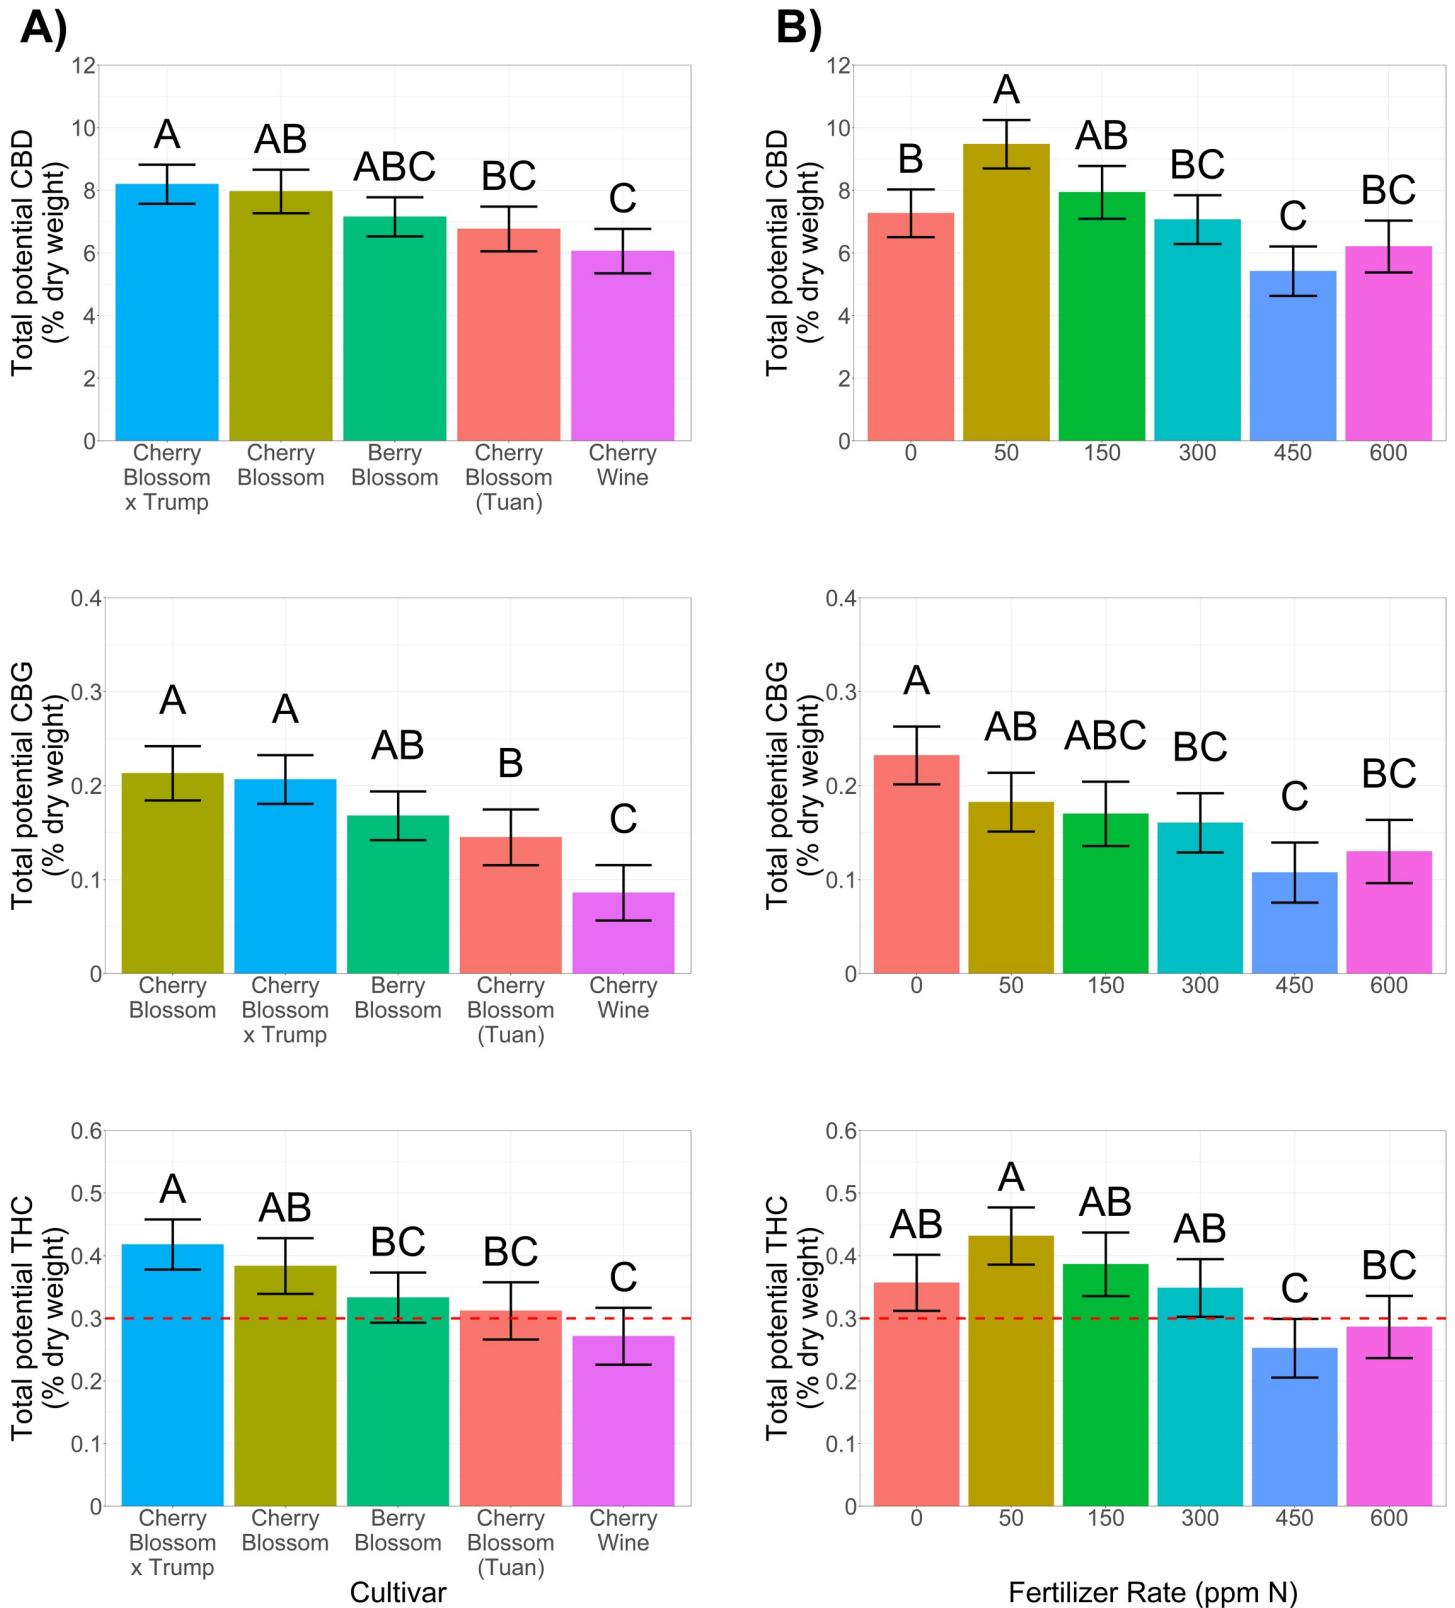 A)
B)
Total potential CBD
(% dry weight)
12
10
8
6
4
2
0
A
AB
ABC
BC
C
Cherry
Blossom
x Trump
Cherry
Blossom
Berry
Blossom
Cherry
Blossom
(Tuan)
Cherry
Wine
Total potential CBD
(% dry weight)
12
10
8
6
4
2
0
B
A
AB
BC
C
BC
0
50
150
300
450
600
Total potential CBG
(% dry weight)
0.4
0.3
0.2
0.1
0
A
A
AB
B
C
Cherry
Blossom
Cherry
Blossom
x Trump
Berry
Blossom
Cherry
Blossom
(Tuan)
Cherry
Wine
Total potential CBG
(% dry weight)
0.4
0.3
0.2
0.1
0
A
AB
ABC
BC
C
BC
0
50
150
300
450
600
Total potential THC
(% dry weight)
0.6
0.5
0.4
0.3
0.2
0.1
0
A
AB
BC
BC
C
Cherry
Blossom
x Trump
Cherry
Blossom
Berry
Blossom
Cherry
Blossom
(Tuan)
Cherry
Wine
Cultivar
Total potential THC
(% dry weight)
0.6
0.5
0.4
0.3
0.2
0.1
0
AB
A
AB
AB
C
BC
0
50
150
300
450
600
Fertilizer Rate (ppm N)